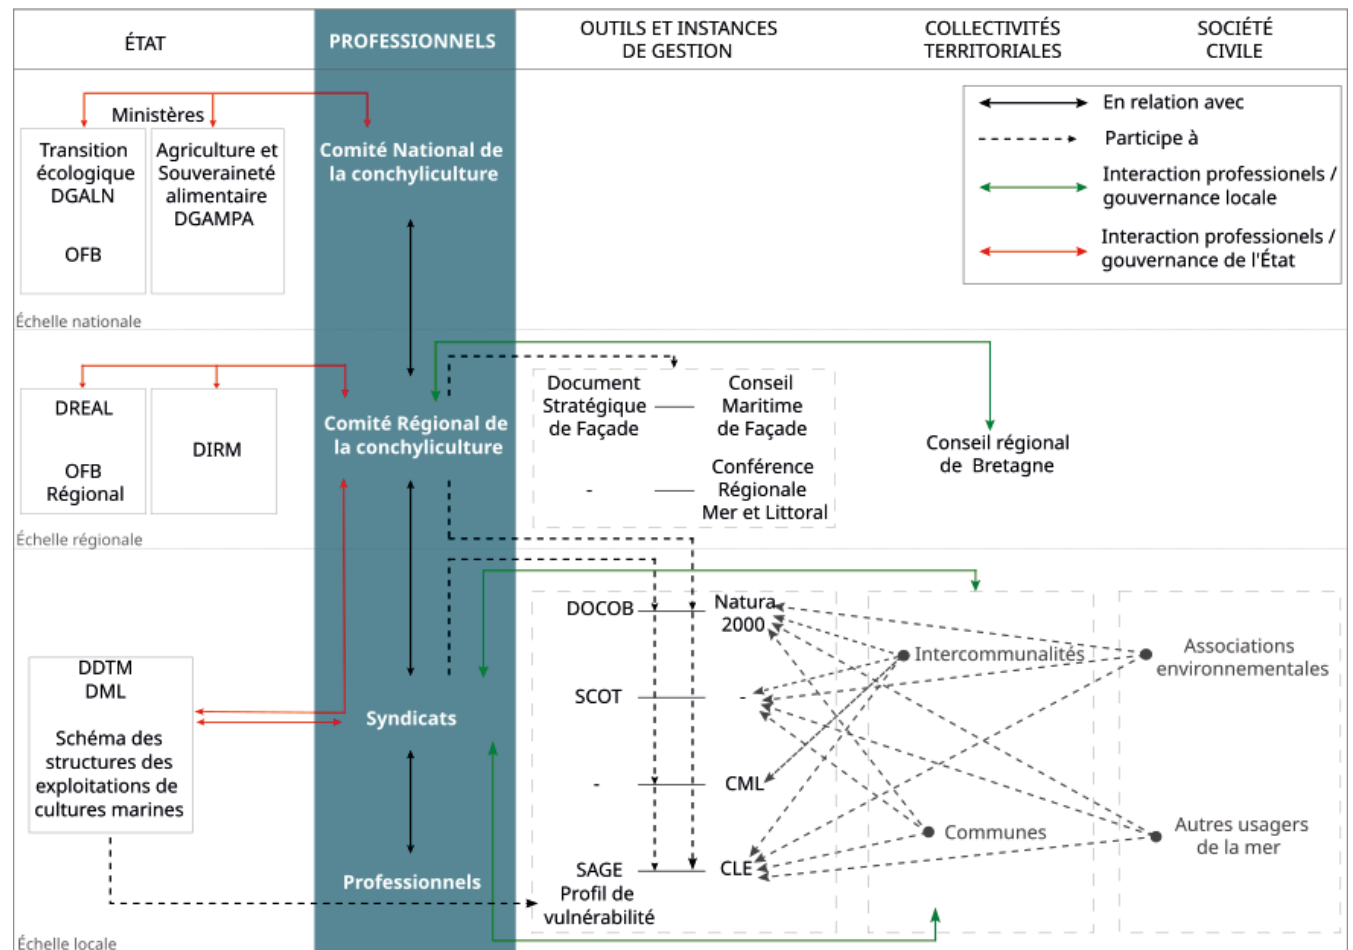 ÉTAT
PROFESSIONNELS
OUTILS ET INSTANCES
DE GESTION
COLLECTIVITÉS
TERRITORIALES
SOCIÉTÉ
CIVILE
Ministères
Transition
écologique
DGALN
OFB
Agriculture et
Souveraineté
alimentaire
DGAMPA
Comité National de
la conchyliculture
En relation avec
Participe à
Interaction professionels /
gouvernance locale
Interaction professionels /
gouvernance de l'État
Échelle nationale
DREAL
OFB
Régional
DIRM
Comité Régional de
la conchyliculture
Document
Stratégique
de Façade
Conseil
Maritime
de Façade
-
Conférence
Régionale
Mer et Littoral
Conseil régional
de Bretagne
Échelle régionale
DDTM
DML
Schéma des
structures des
exploitations de
cultures marines
Syndicats
Professionnels
DOCOB
Natura
2000
SCOT
-
-
CML
SAGE
Profil de
vulnérabilité
CLE
Intercommunalités
Communes
Associations
environnementales
Autres usagers
de la mer
Échelle locale